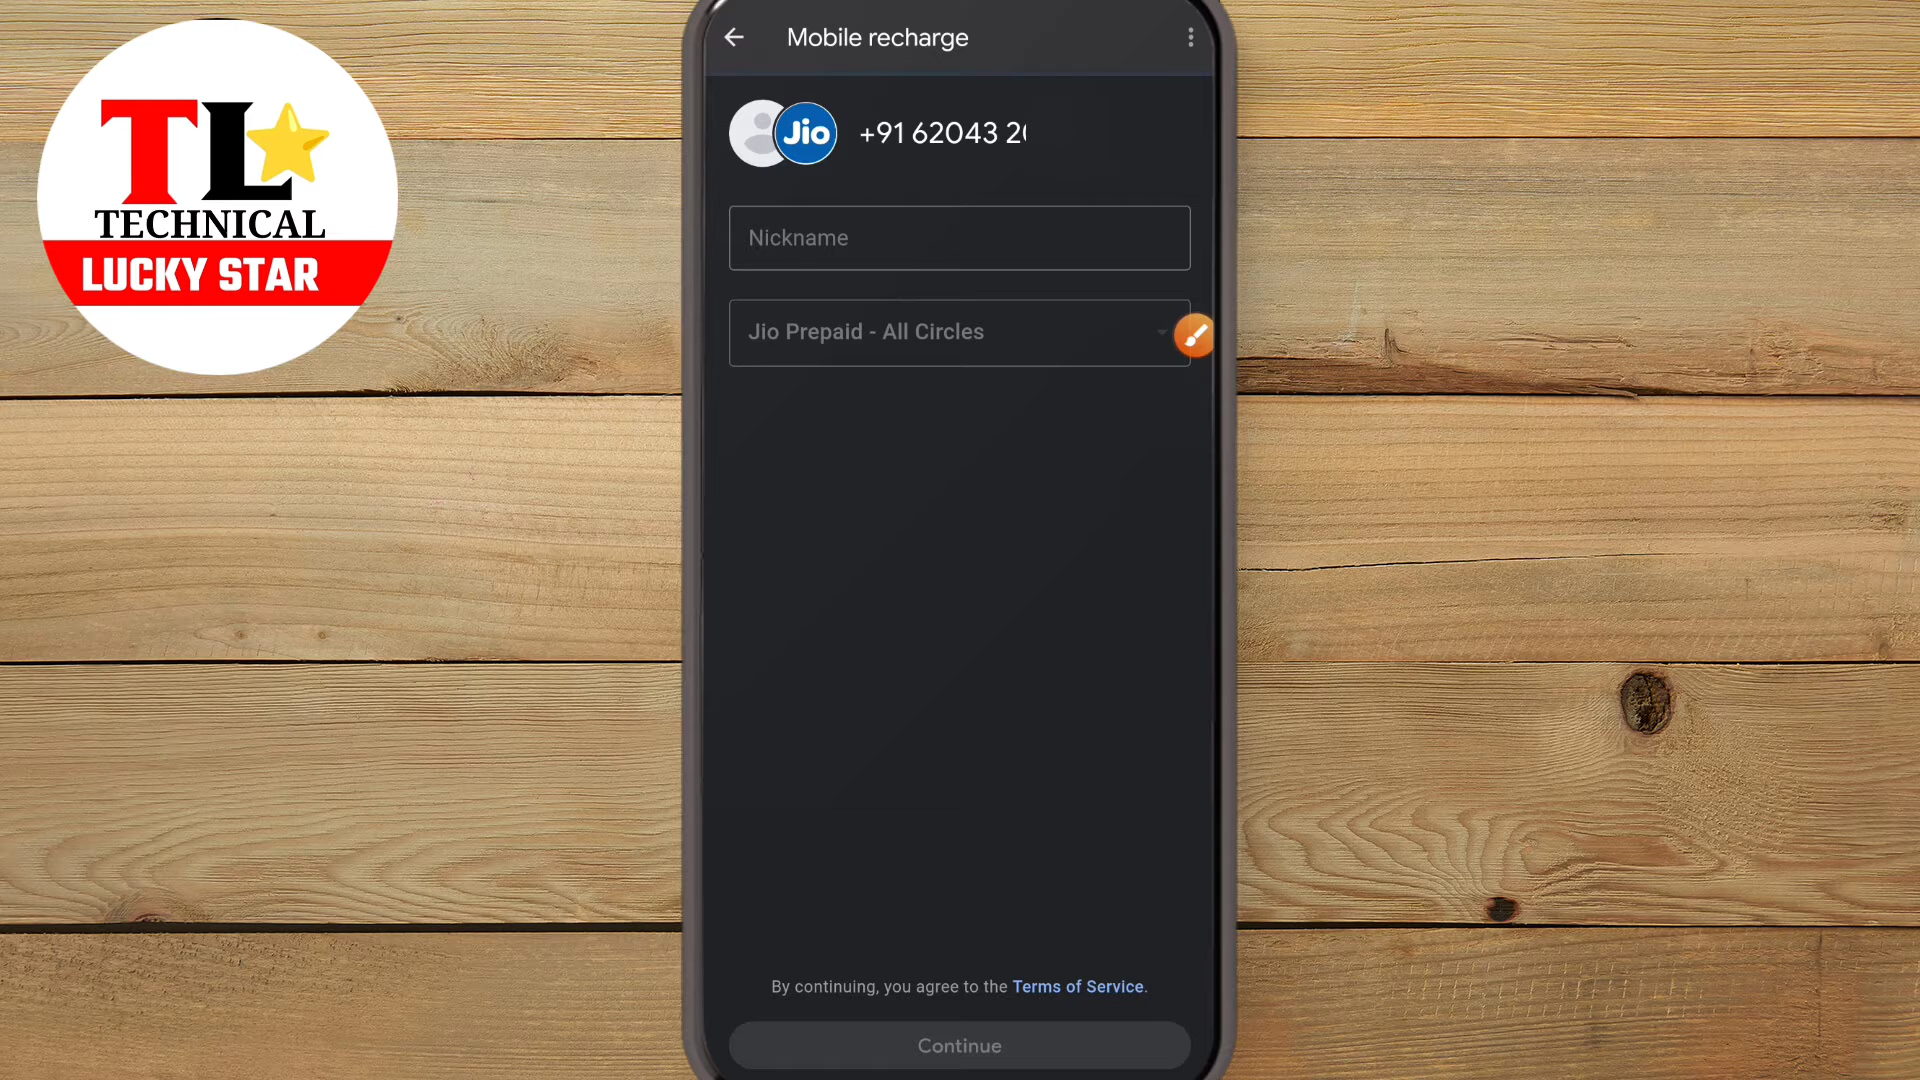 TL
TECHNICAL
LUCKY STAR
Mobile recharge
Jio
+91 62043 2
Nickname
Jio Prepaid - All Circles
By continuing, you agree to the Terms of Service.
Continue